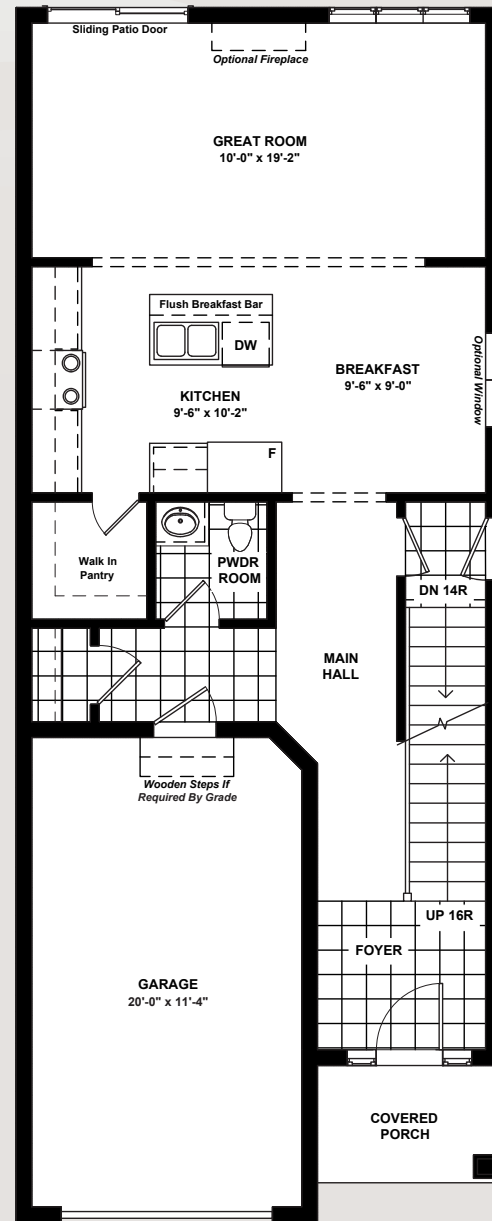 Sliding Patio Door
Optional Fireplace
GREAT ROOM
10'-0" x 19'-2"
Flush Breakfast Bar
DW
BREAKFAST
9'-6" x 9'-0"
Optional Window
KITCHEN
9'-6" x 10'-2"
F
Walk In
Pantry
PWDR
ROOM
DN 14R
MAIN
HALL
Wooden Steps If
Required By Grade
UP 16R
FOYER
GARAGE
20'-0" x 11'-4"
COVERED
PORCH